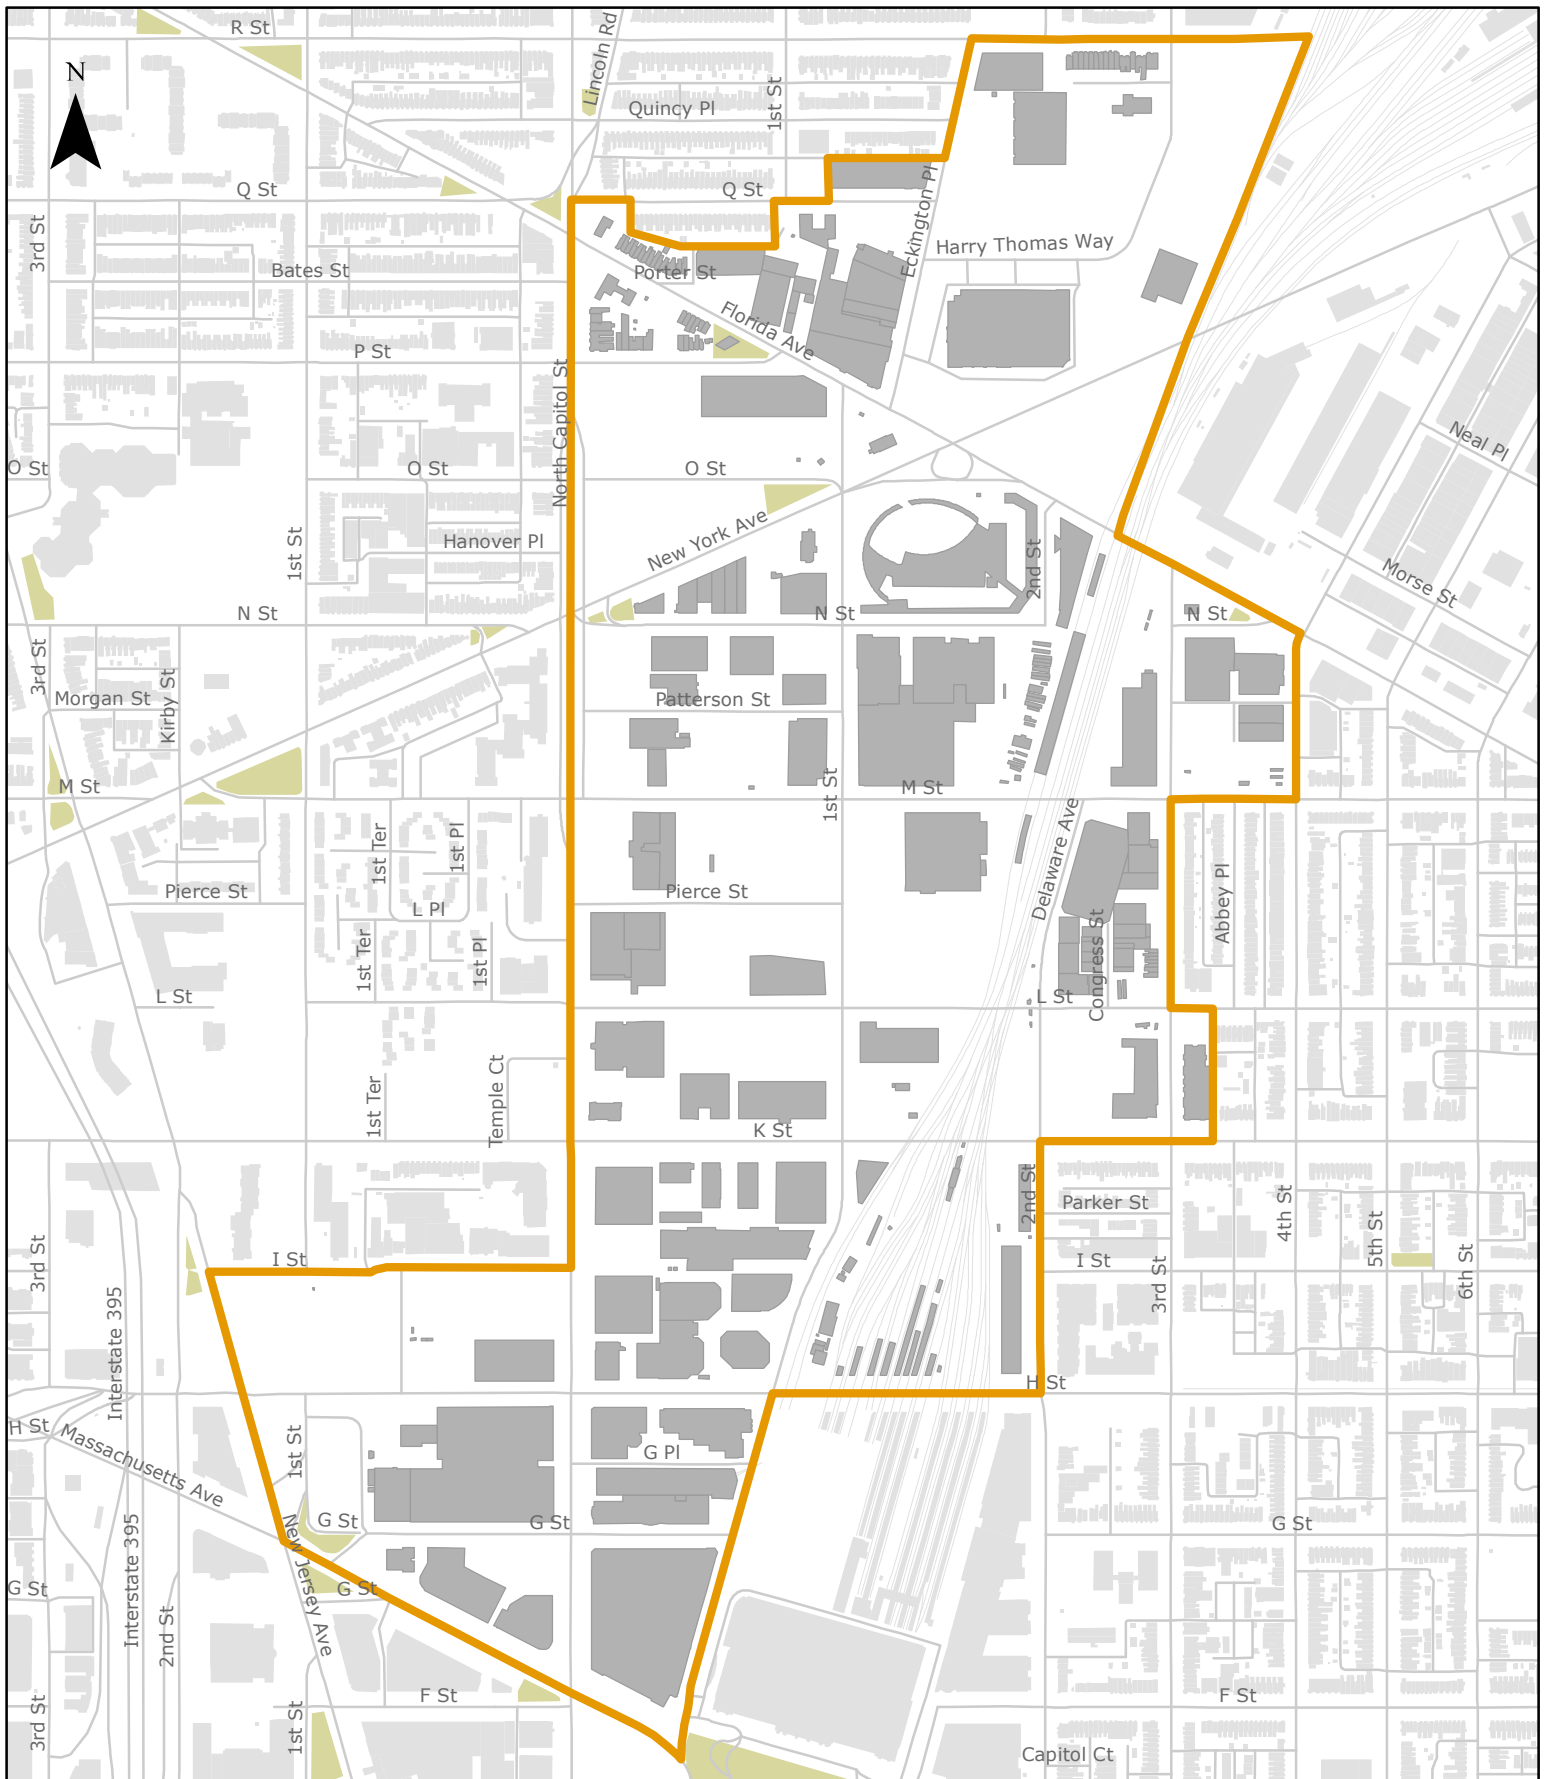 R St
Lincoln Rd
N
Quincy Pl
1st St
Q St
Q St
3rd St
Eckington Pl
Harry Thomas Way
Bates St
Porter St
Florida Ave
P St
North Capitol St
Neal Pl
O St
O St
O St
New York Ave
Hanover Pl
1st St
2nd St
Morse St
N St
N St
N St
3rd St
Morgan St
Kirby St
Patterson St
M St
1st St
M St
Delaware Ave
1st Ter
1st Pl
Pierce St
Pierce St
Abbey Pl
L Pl
1st Ter
1st Pl
Congress St
L St
L St
1st Ter
Temple Ct
K St
2nd St
Parker St
4th St
5th St
3rd St
I St
I St
3rd St
6th St
Interstate 395
H St
H St
Massachusetts Ave
1st St
G Pl
G St
G St
G St
New Jersey Ave
Interstate 395
G St
G St
2nd St
F St
F St
3rd St
1st St
Capitol Ct